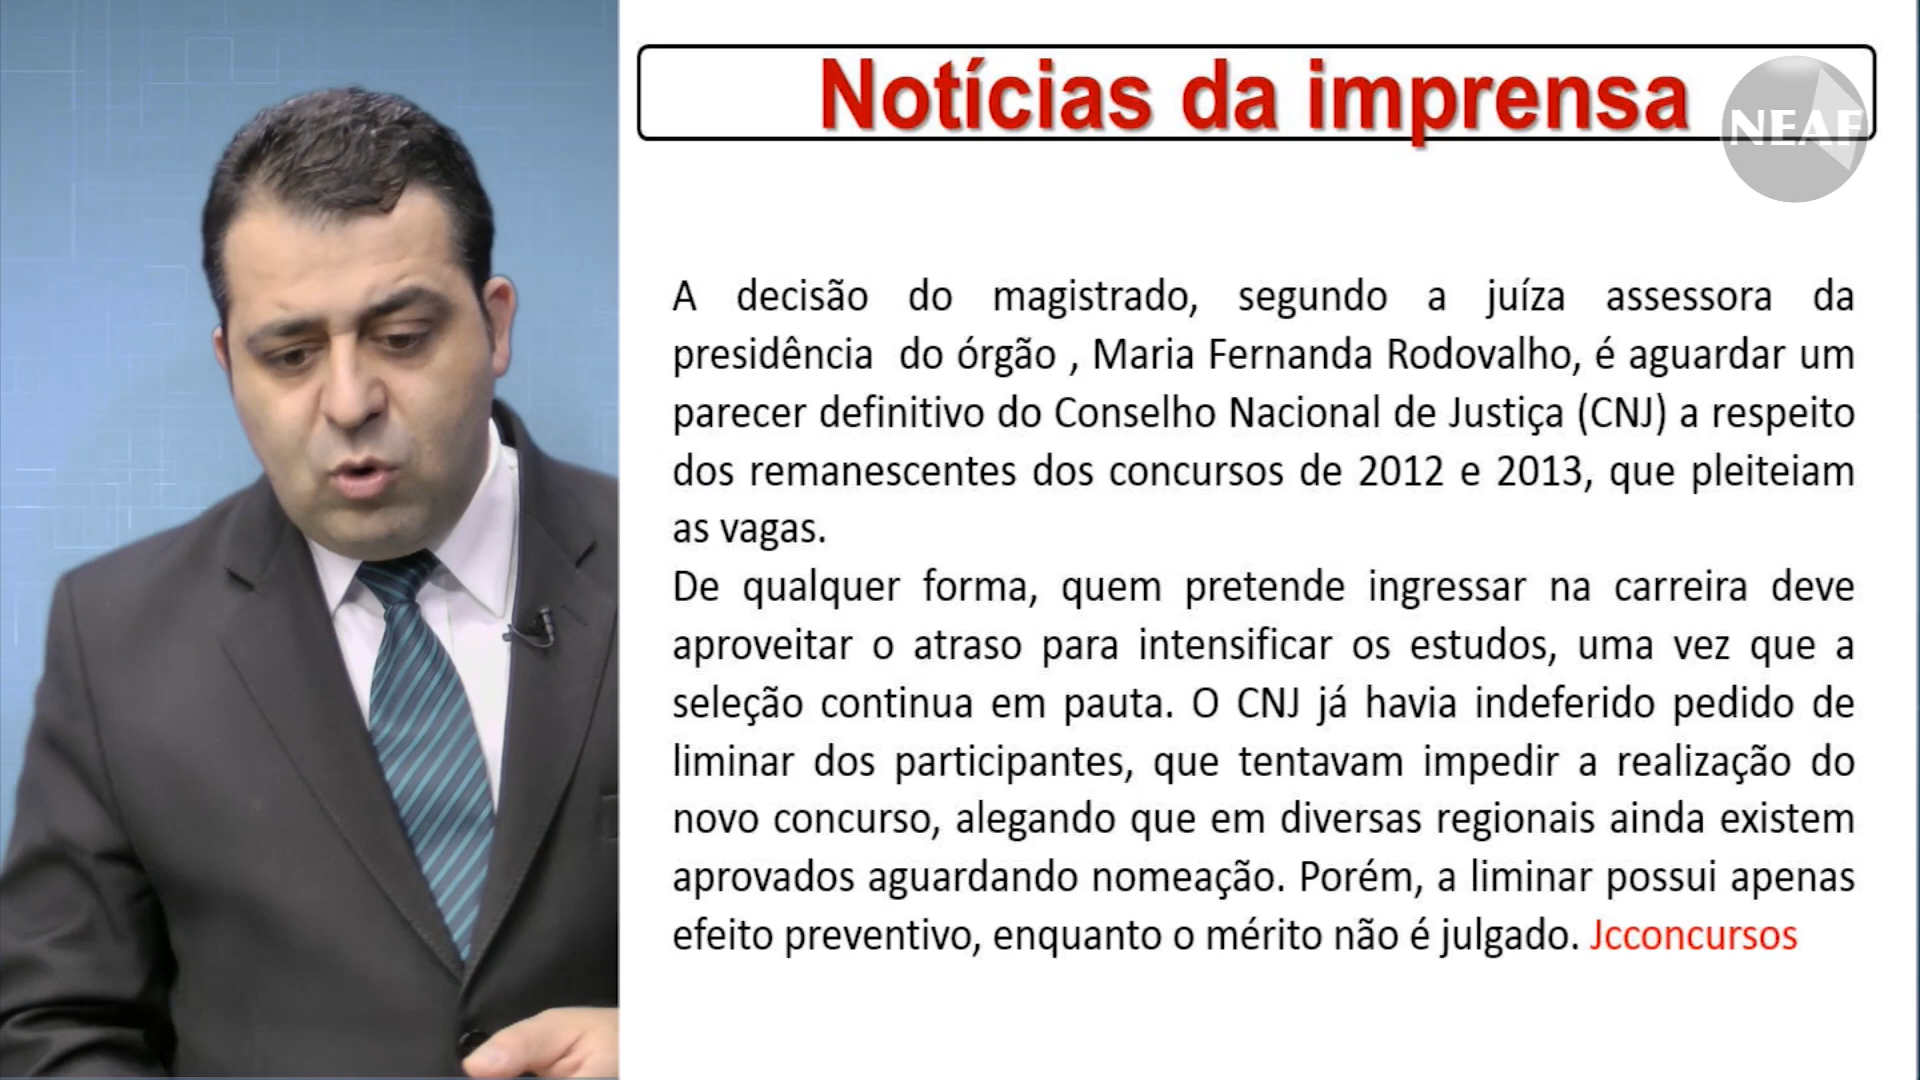 Notícias da imprensa
NEAF
A decisão do magistrado, segundo a juíza assessora da
presidência do órgão , Maria Fernanda Rodovalho, é aguardar um
parecer definitivo do Conselho Nacional de Justiça (CNJ) a respeito
dos remanescentes dos concursos de 2012 e 2013, que pleiteiam
as vagas.
De qualquer forma, quem pretende ingressar na carreira deve
aproveitar o atraso para intensificar os estudos, uma vez que a
seleção continua em pauta. O CNJ já havia indeferido pedido de
liminar dos participantes, que tentavam impedir a realização do
novo concurso, alegando que em diversas regionais ainda existem
aprovados aguardando nomeação. Porém, a liminar possui apenas
efeito preventivo, enquanto o mérito não é julgado. Jcconcursos